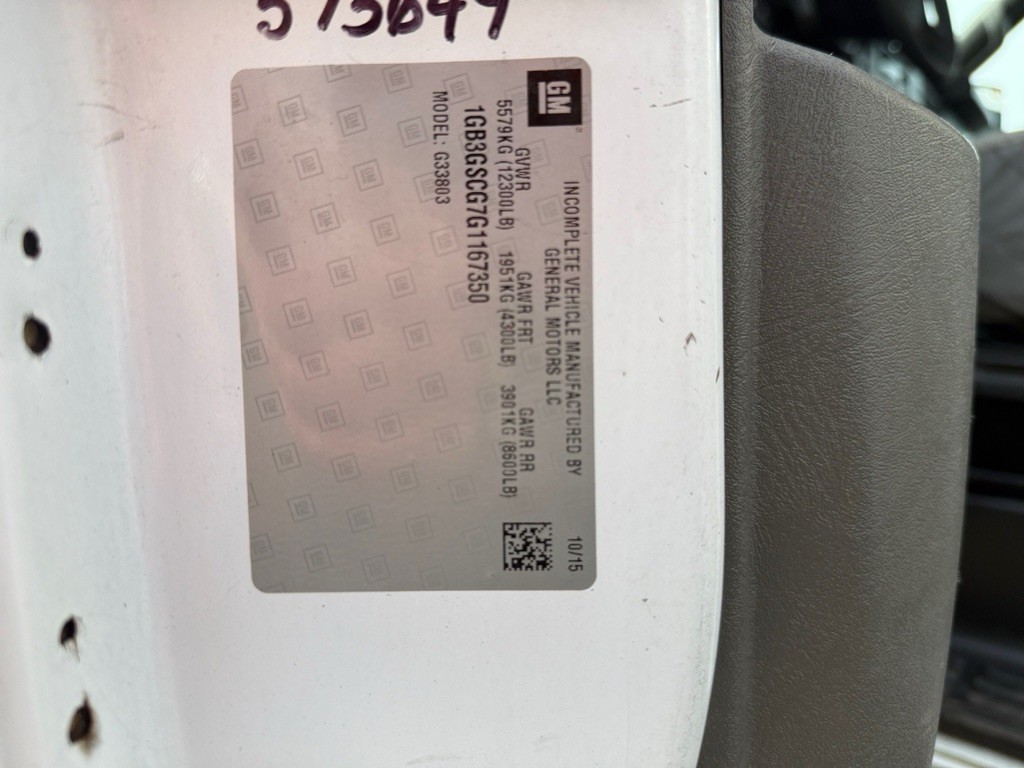 573649
GM
INCOMPLETE VEHICLE MANUFACTURED BY
GENERAL MOTORS LLC
10/15
GVWR GAWR FRT GAWR RR
5579KG (12300LB) 1951KG (4300LB) 3901KG (8600LB)
1GB3GSCG7G1167350
MODEL: G33803